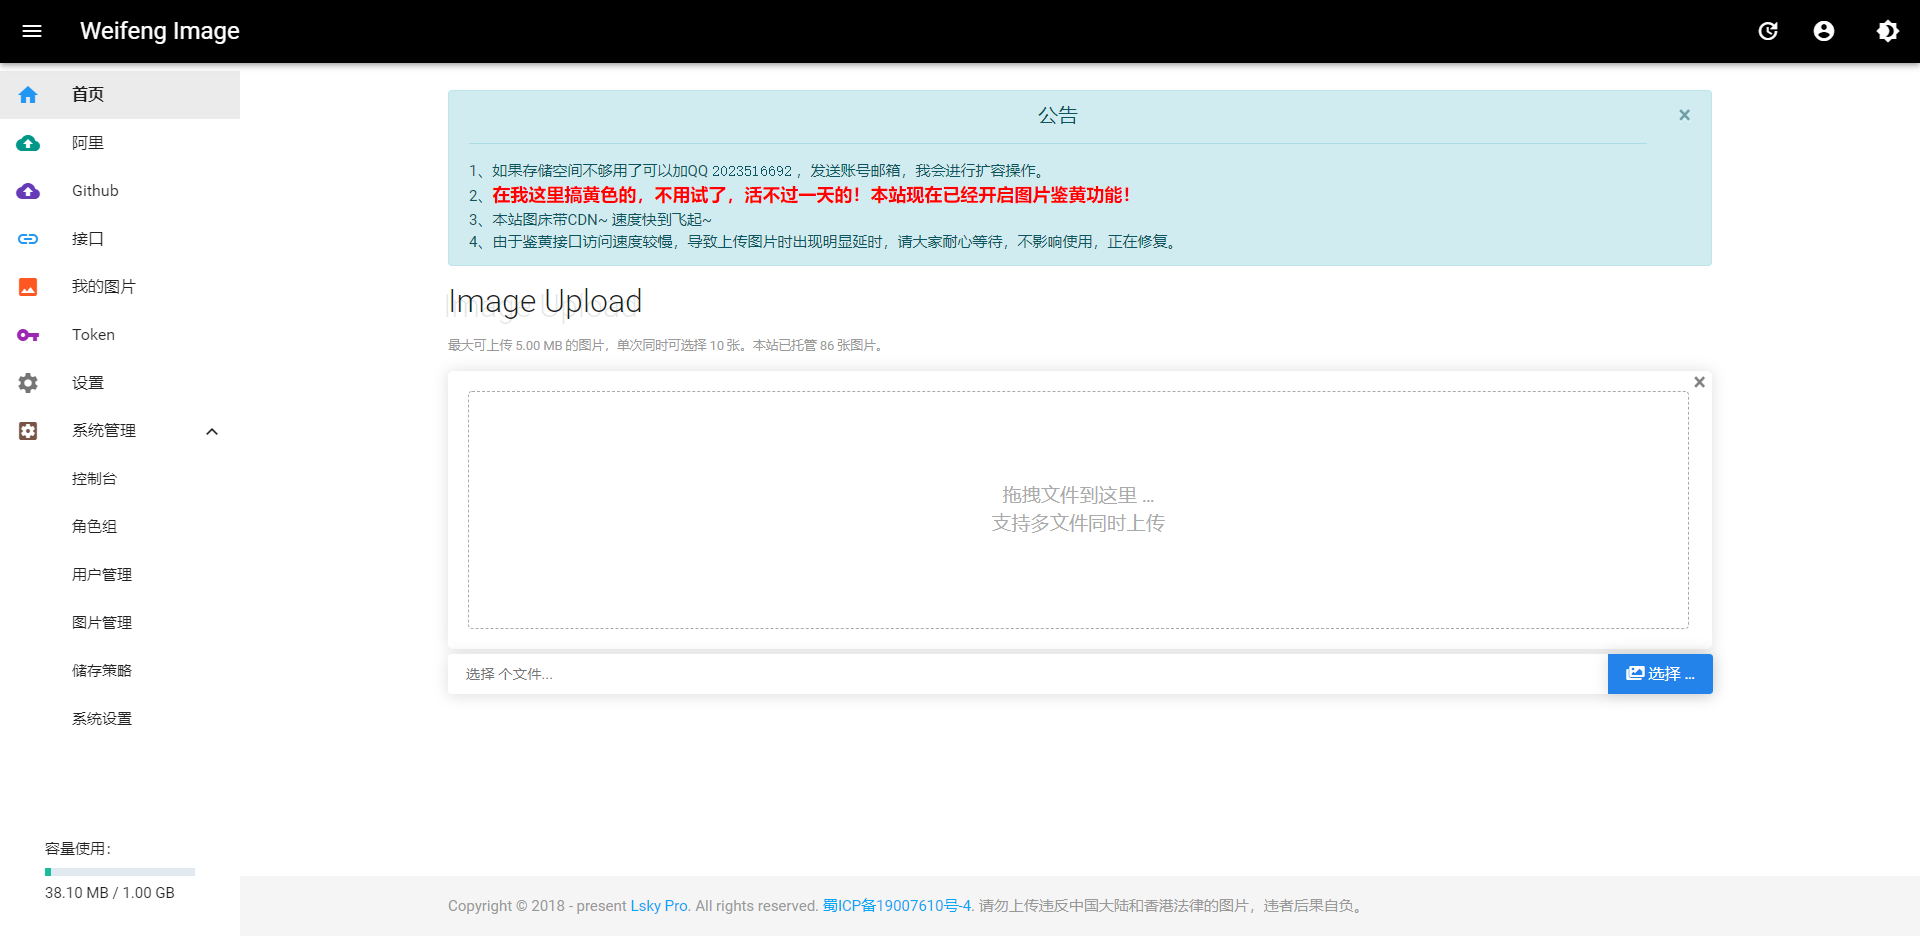 Weifeng Image
首页
阿里
Github
接口
我的图片
Token
设置
系统管理
控制台
角色组
用户管理
图片管理
储存策略
系统设置
容量使用：
38.10 MB / 1.00 GB
公告
×
1、如果存储空间不够用了可以加QQ 2023516692 ，发送账号邮箱，我会进行扩容操作。
2、在我这里搞黄色的，不用试了，活不过一天的！本站现在已经开启图片鉴黄功能！
3、本站图床带CDN~ 速度快到飞起~
4、由于鉴黄接口访问速度较慢，导致上传图片时出现明显延时，请大家耐心等待，不影响使用，正在修复。
Image Upload
最大可上传 5.00 MB 的图片，单次同时可选择 10 张。本站已托管 86 张图片。
×
拖拽文件到这里 ...
支持多文件同时上传
选择 个文件...
选择 ...
Copyright © 2018 - present Lsky Pro. All rights reserved. 蜀ICP备19007610号-4. 请勿上传违反中国大陆和香港法律的图片，违者后果自负。